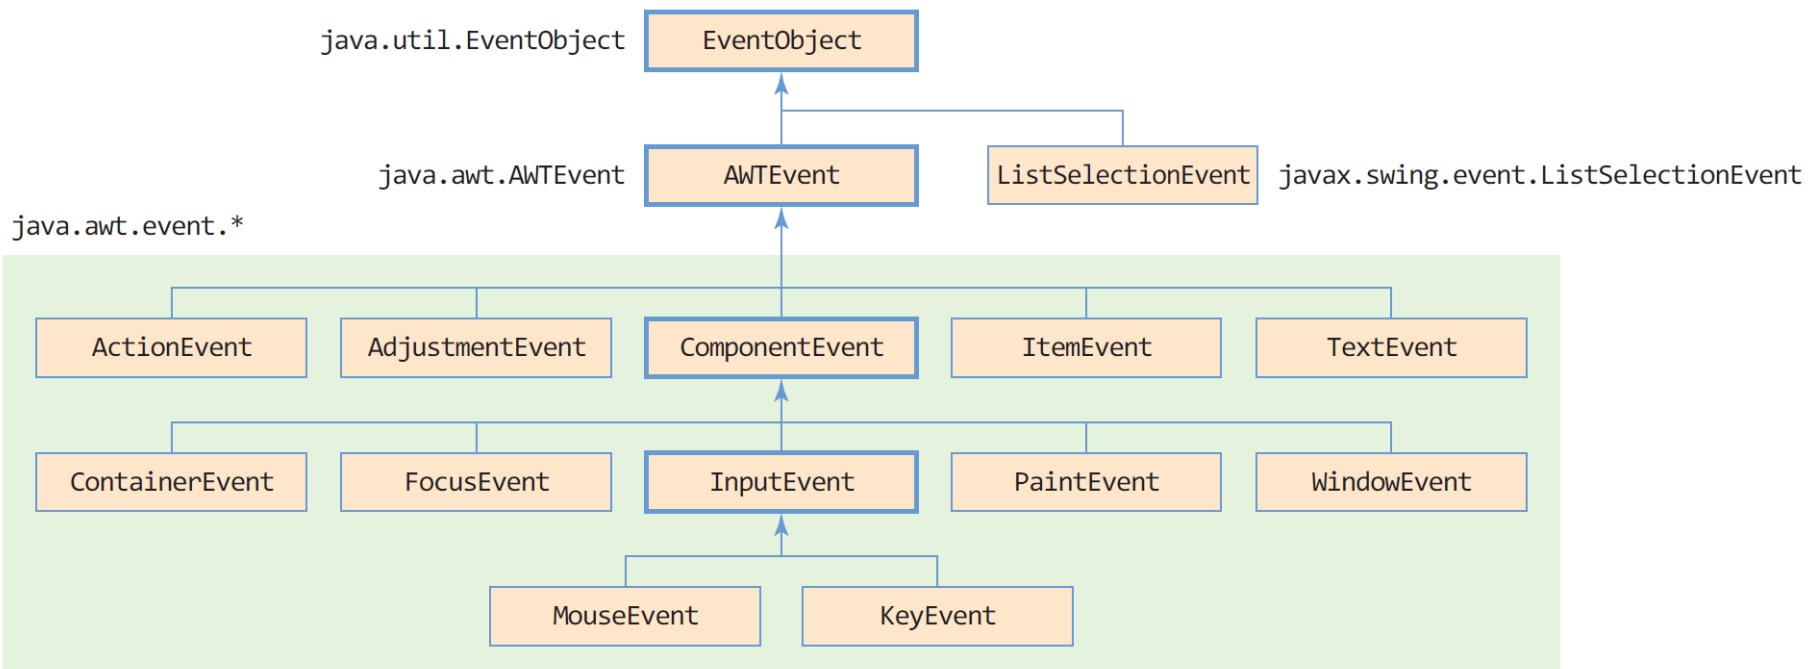 java.util.EventObject
EventObject
java.awt.AWTEvent
AWTEvent
ListSelectionEvent
javax.swing.event.ListSelectionEvent
java.awt.event.*
ActionEvent
AdjustmentEvent
ComponentEvent
ItemEvent
TextEvent
ContainerEvent
FocusEvent
InputEvent
PaintEvent
WindowEvent
MouseEvent
KeyEvent